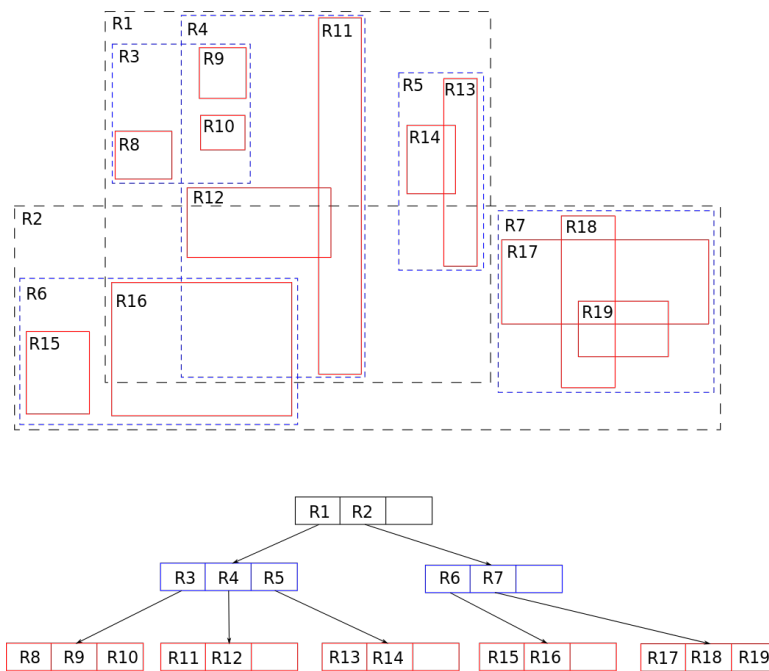 R1 R4 R11
R3 R9
R5 R13
R10
R14
R8
R12
R2
R7 R18
R17
R6
R16
R19
R15
R1 R2
R3 R4 R5
R6 R7
R8 R9 R10
R11 R12
R13 R14
R15 R16
R17 R18 R19